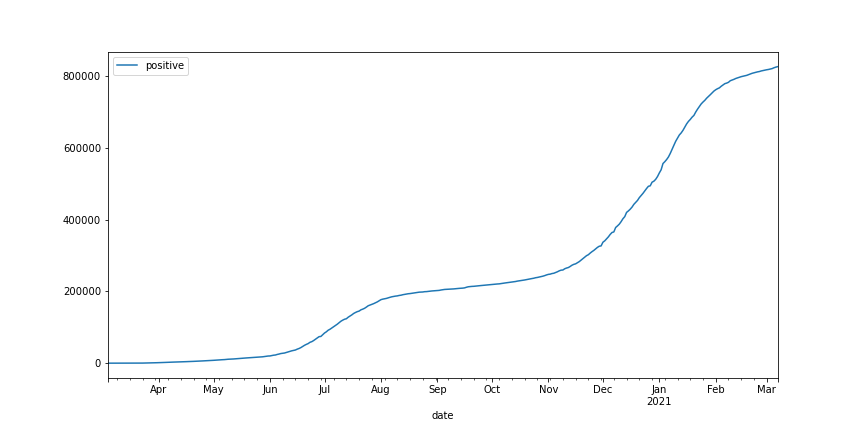 positive
800000
600000
400000
200000
0
Apr May Jun Jul Aug Sep Oct Nov Dec Jan Feb Mar
2021
date